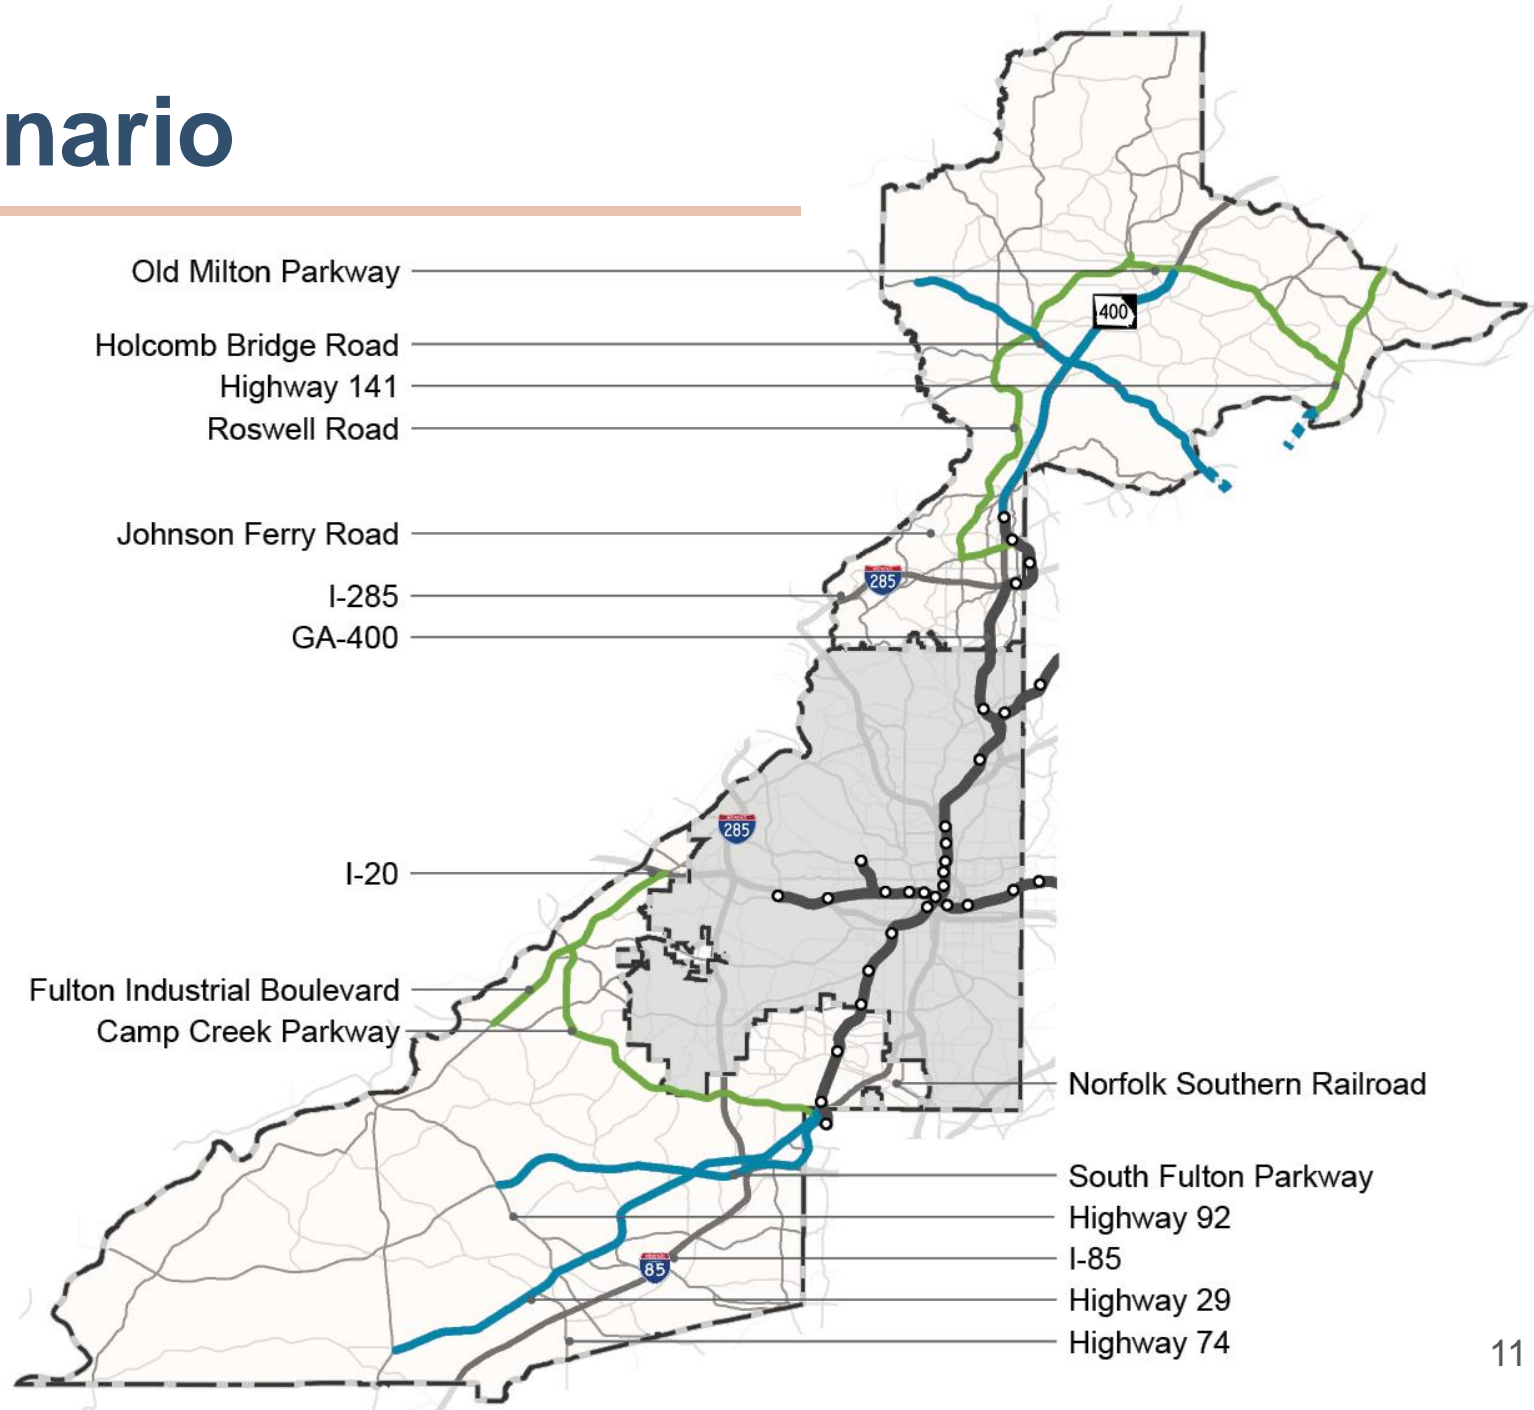 nario
Old Milton Parkway
400
Holcomb Bridge Road
Highway 141
Roswell Road
Johnson Ferry Road
285
I-285
GA-400
285
I-20
Fulton Industrial Boulevard
Camp Creek Parkway
Norfolk Southern Railroad
South Fulton Parkway
Highway 92
I-85
85
Highway 29
Highway 74
11